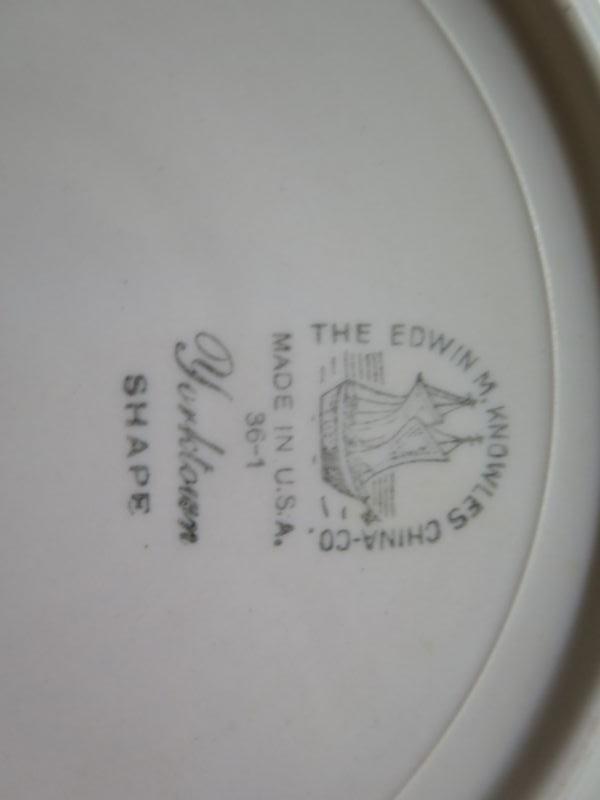 THE EDWIN M. KNOWLES CHINA-CO.
MADE IN U.S.A.
36-1
Yorktown
SHAPE